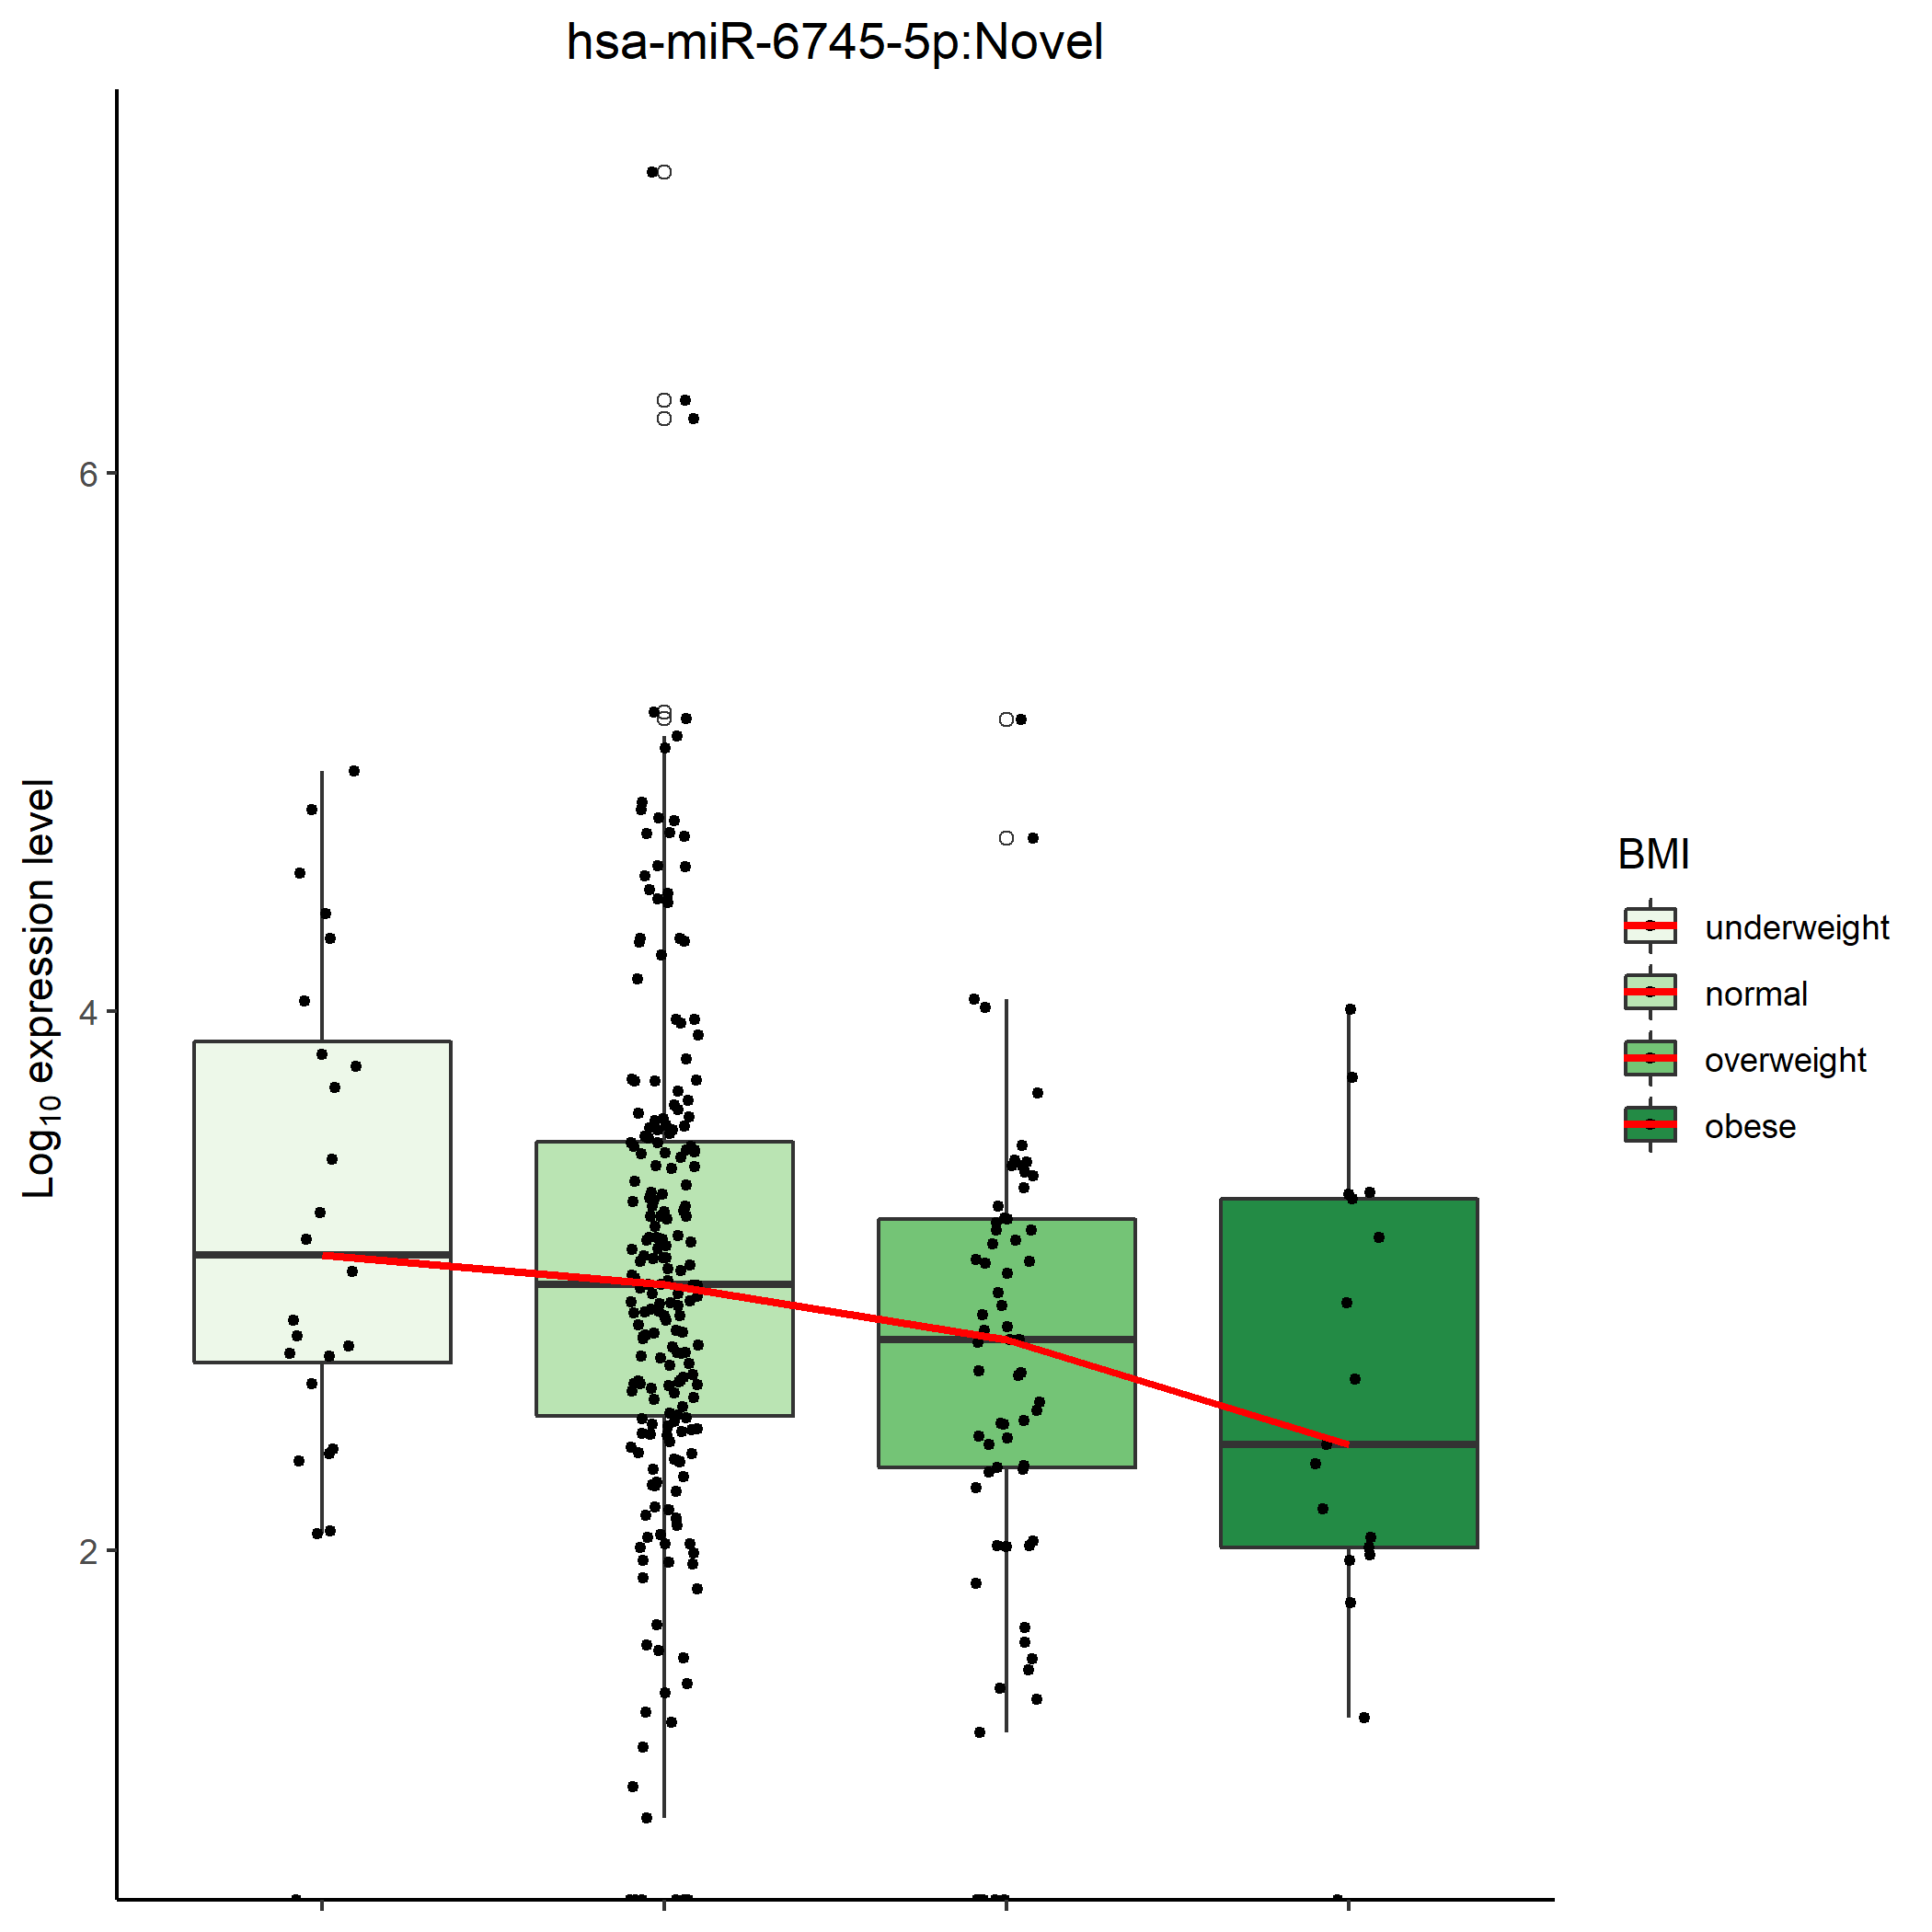 hsa-miR-6745-5p:Novel
6
4
2
Log₁₀ expression level
BMI
underweight
normal
overweight
obese